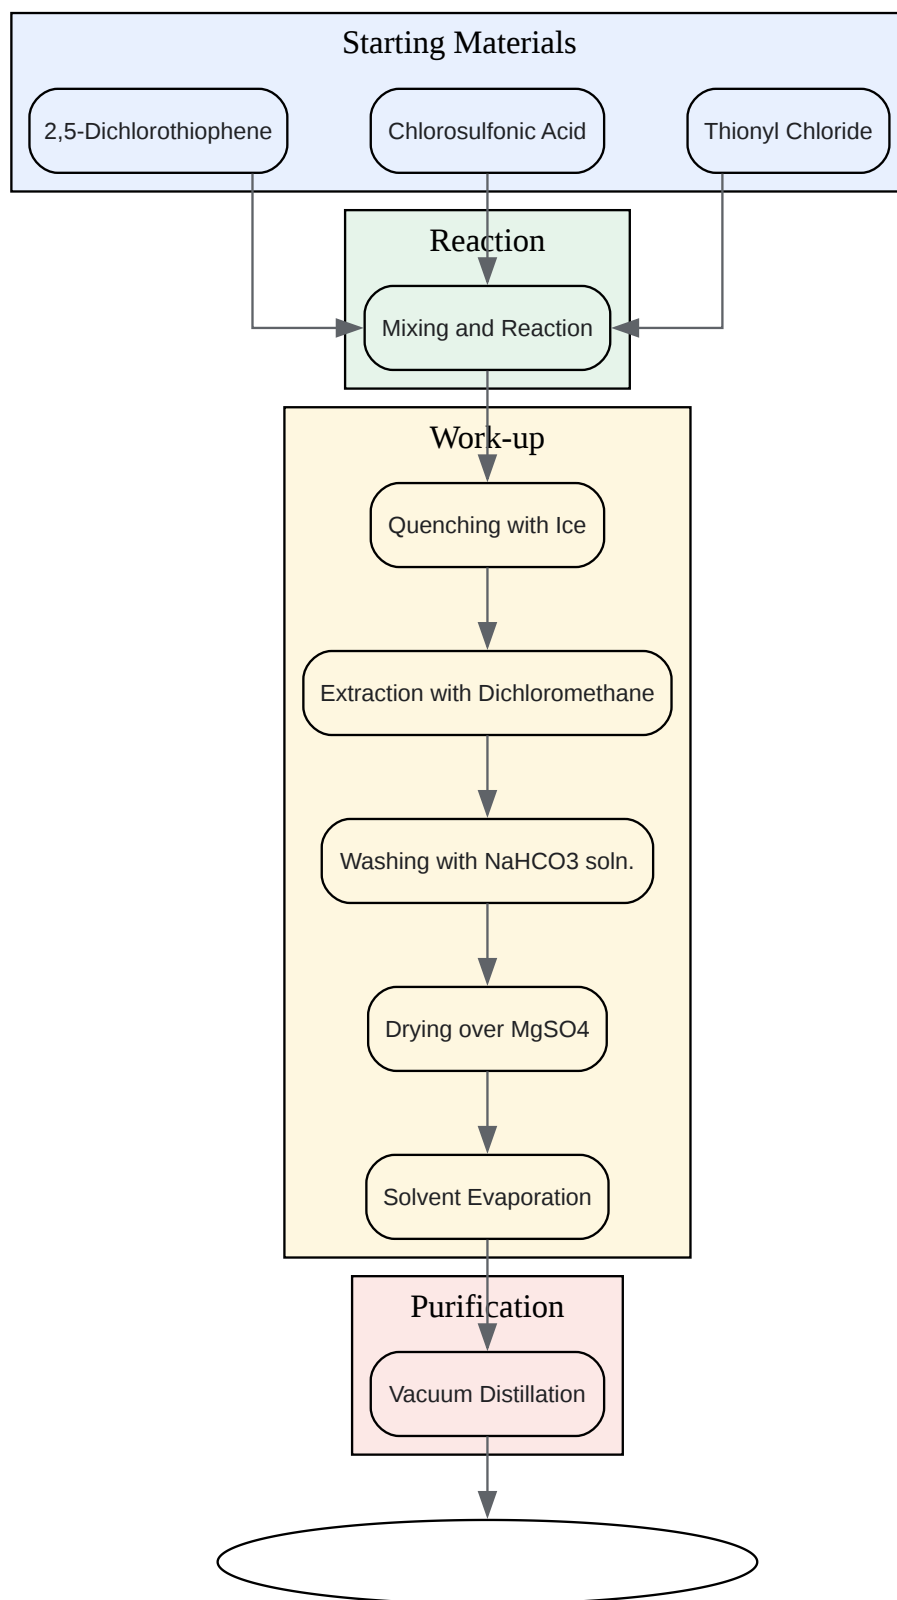 Starting Materials
2,5-Dichlorothiophene
Chlorosulfonic Acid
Thionyl Chloride
Reaction
Mixing and Reaction
Work-up
Quenching with Ice
Extraction with Dichloromethane
Washing with NaHCO3 soln.
Drying over MgSO4
Solvent Evaporation
Purification
Vacuum Distillation